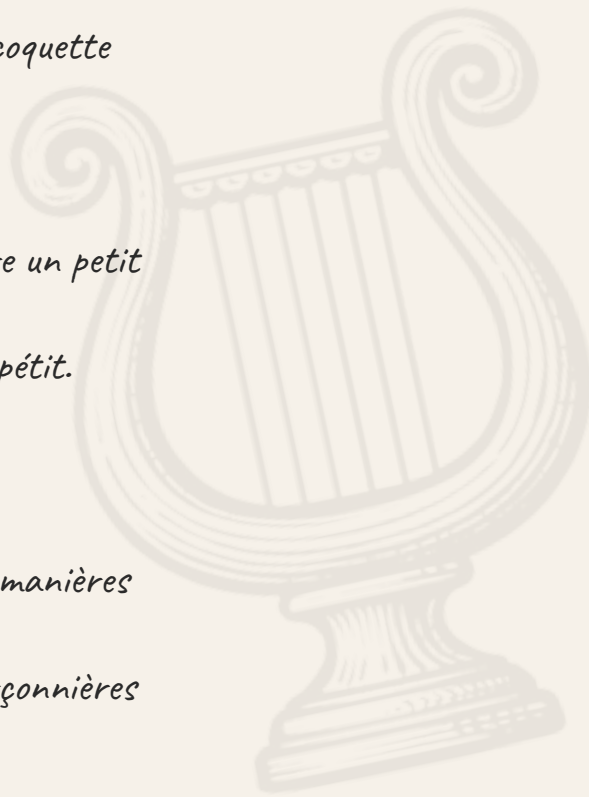 coquette
e un petit
pétit.
manières
çonnières